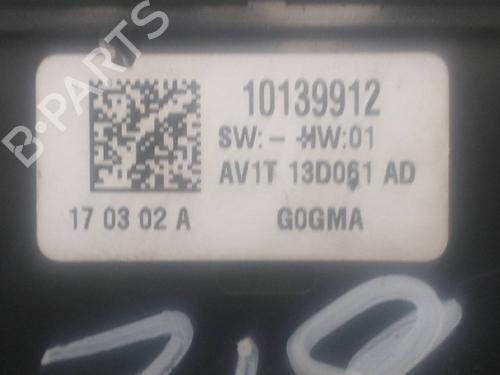 B-PARTS
10139912
SW:- HW:01
AV1T 13D061 AD
17 03 02 A
G0GMA